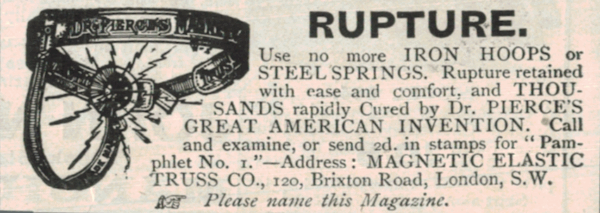 DR. PIERCE'S
TRUSS
RUPTURE.
Use no more IRON HOOPS or
STEEL SPRINGS. Rupture retained
with ease and comfort, and THOU-
SANDS rapidly Cured by Dr. PIERCE'S
GREAT AMERICAN INVENTION. Call
and examine, or send 2d. in stamps for "Pam-
phlet No. 1."—Address: MAGNETIC ELASTIC
TRUSS CO., 120, Brixton Road, London, S.W.
Please name this Magazine.